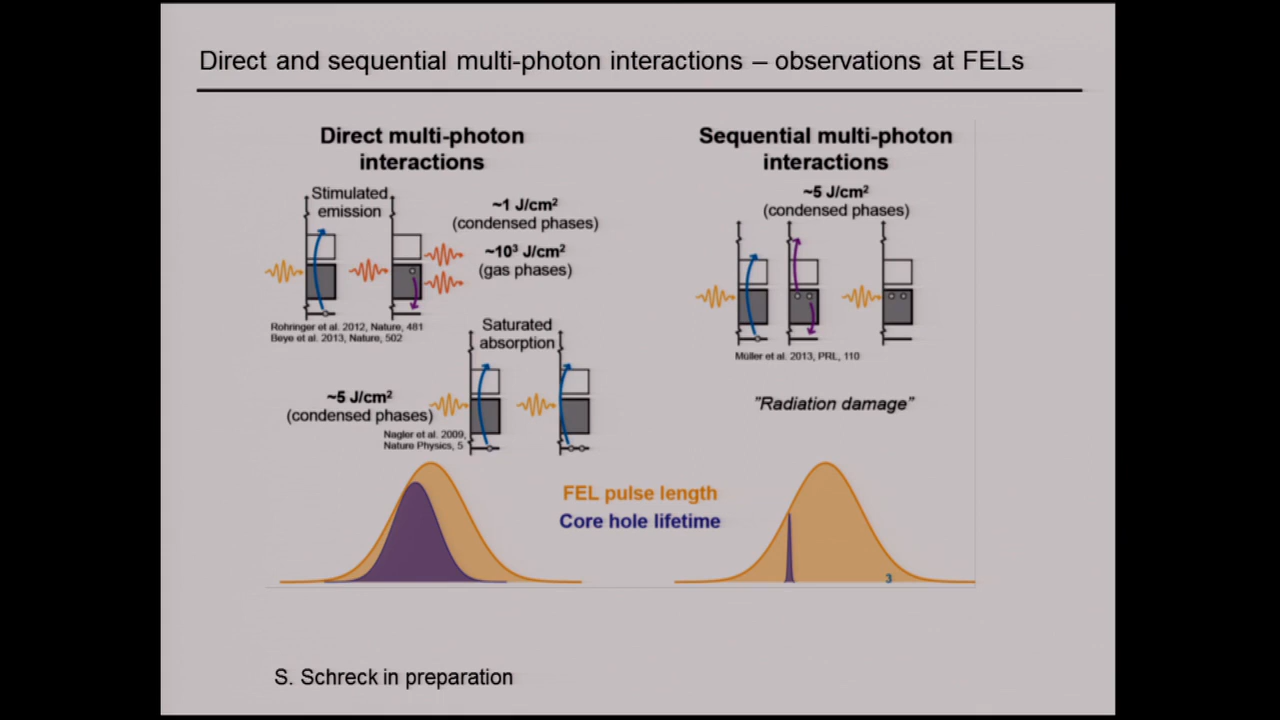 Direct and sequential multi-photon interactions – observations at FELs
Direct multi-photon
interactions
Stimulated
emission
~1 J/cm²
(condensed phases)
~10³ J/cm²
(gas phases)
Rohringer et al. 2012, Nature, 481
Beye et al. 2013, Nature, 502
Saturated
absorption
~5 J/cm²
(condensed phases)
Nagler et al. 2009,
Nature Physics, 5
Sequential multi-photon
interactions
~5 J/cm²
(condensed phases)
Müller et al. 2013, PRL, 110
"Radiation damage"
FEL pulse length
Core hole lifetime
3
S. Schreck in preparation